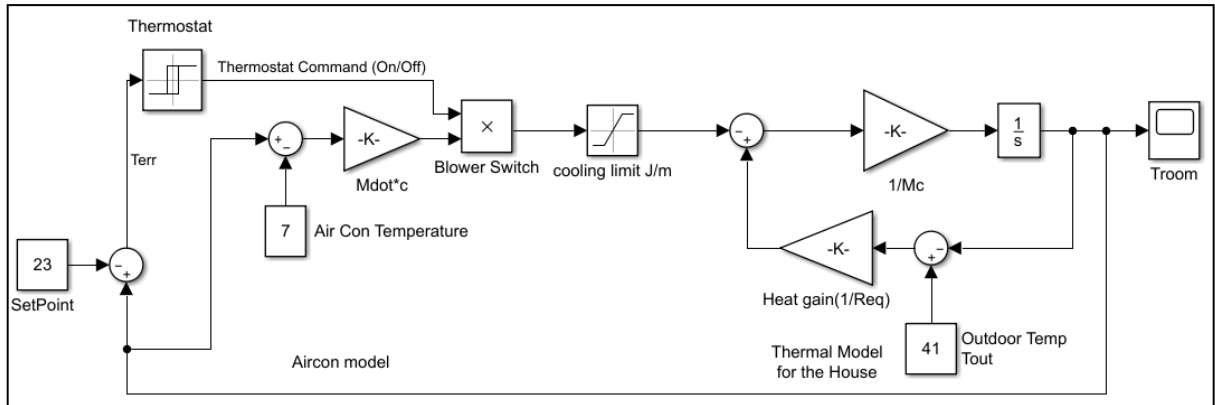 Thermostat
Thermostat Command (On/Off)
Terr
+
−
-K-
Mdot*c
×
Blower Switch
cooling limit J/m
−
+
-K-
1/Mc
1
s
Troom
7
Air Con Temperature
23
SetPoint
−
+
-K-
Heat gain(1/Req)
+
−
41
Outdoor Temp
Tout
Aircon model
Thermal Model
for the House